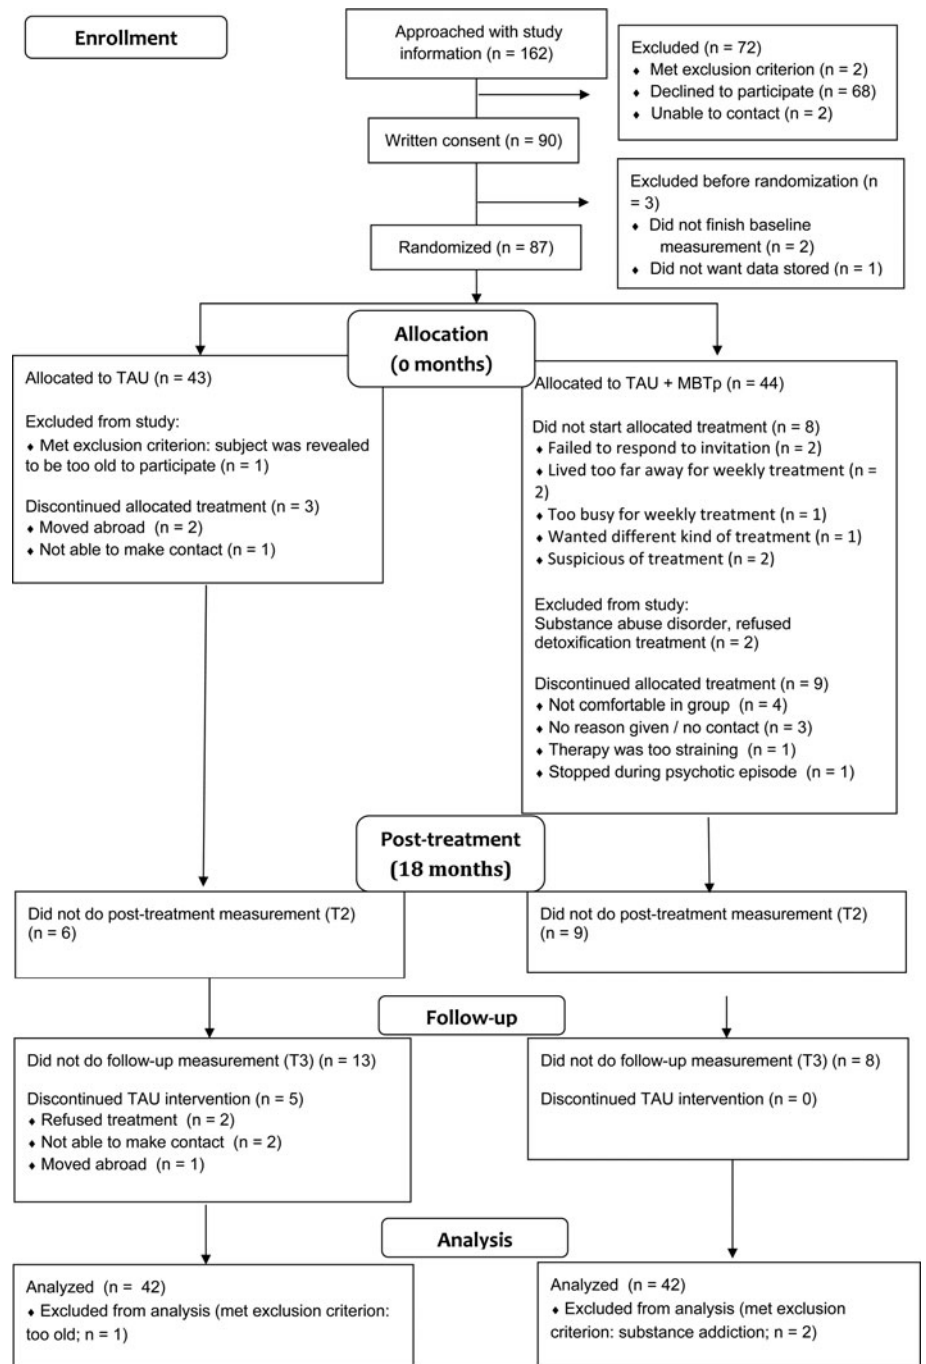 Enrollment
Approached with study
information (n = 162)
Excluded (n = 72)
♦ Met exclusion criterion (n = 2)
♦ Declined to participate (n = 68)
♦ Unable to contact (n = 2)
Written consent (n = 90)
Excluded before randomization (n
= 3)
♦ Did not finish baseline
measurement (n = 2)
♦ Did not want data stored (n = 1)
Randomized (n = 87)
Allocation
(0 months)
Allocated to TAU (n = 43)
Excluded from study:
♦ Met exclusion criterion: subject was revealed
to be too old to participate (n = 1)
Discontinued allocated treatment (n = 3)
♦ Moved abroad (n = 2)
♦ Not able to make contact (n = 1)
Allocated to TAU + MBTp (n = 44)
Did not start allocated treatment (n = 8)
♦ Failed to respond to invitation (n = 2)
♦ Lived too far away for weekly treatment (n =
2)
♦ Too busy for weekly treatment (n = 1)
♦ Wanted different kind of treatment (n = 1)
♦ Suspicious of treatment (n = 2)
Excluded from study:
Substance abuse disorder, refused
detoxification treatment (n = 2)
Discontinued allocated treatment (n = 9)
♦ Not comfortable in group (n = 4)
♦ No reason given / no contact (n = 3)
♦ Therapy was too straining (n = 1)
♦ Stopped during psychotic episode (n = 1)
Post-treatment
(18 months)
Did not do post-treatment measurement (T2)
(n = 6)
Did not do post-treatment measurement (T2)
(n = 9)
Follow-up
Did not do follow-up measurement (T3) (n = 13)
Discontinued TAU intervention (n = 5)
♦ Refused treatment (n = 2)
♦ Not able to make contact (n = 2)
♦ Moved abroad (n = 1)
Did not do follow-up measurement (T3) (n = 8)
Discontinued TAU intervention (n = 0)
Analysis
Analyzed (n = 42)
♦ Excluded from analysis (met exclusion criterion:
too old; n = 1)
Analyzed (n = 42)
♦ Excluded from analysis (met exclusion
criterion: substance addiction; n = 2)